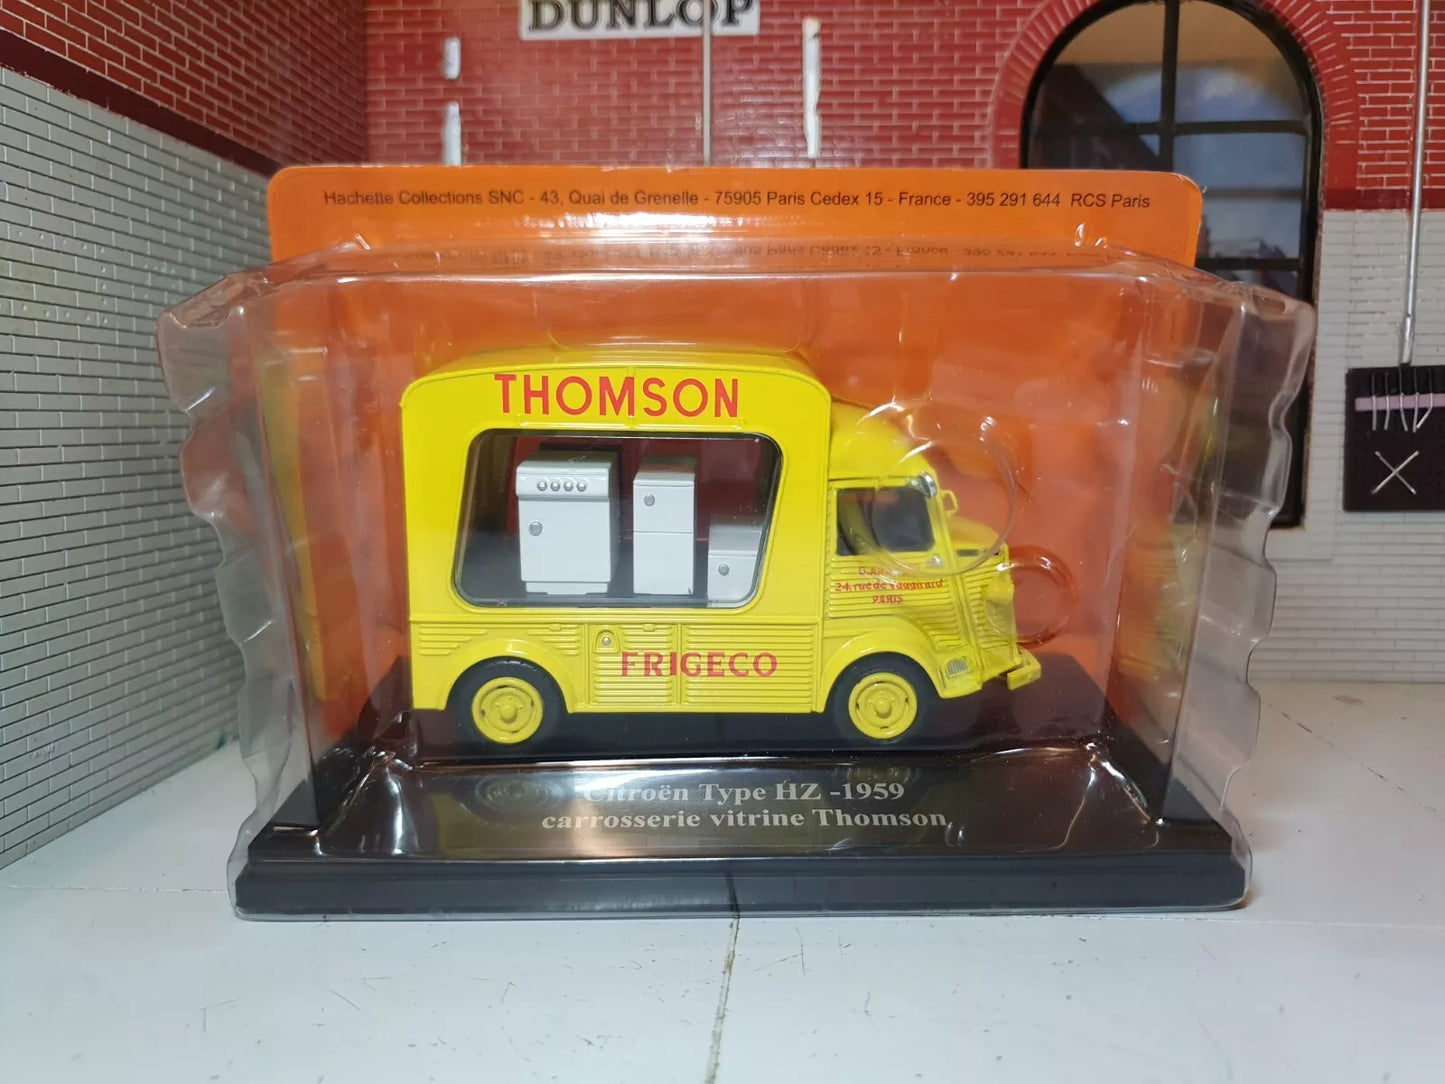 DUNLOP
Hachette Collections SNC - 43, Quai de Grenelle - 75905 Paris Cedex 15 - France - 395 291 644 RCS Paris
THOMSON
24, rue de Vaugirard
PARIS
FRIGECO
Citroën Type HZ -1959
carrosserie vitrine Thomson